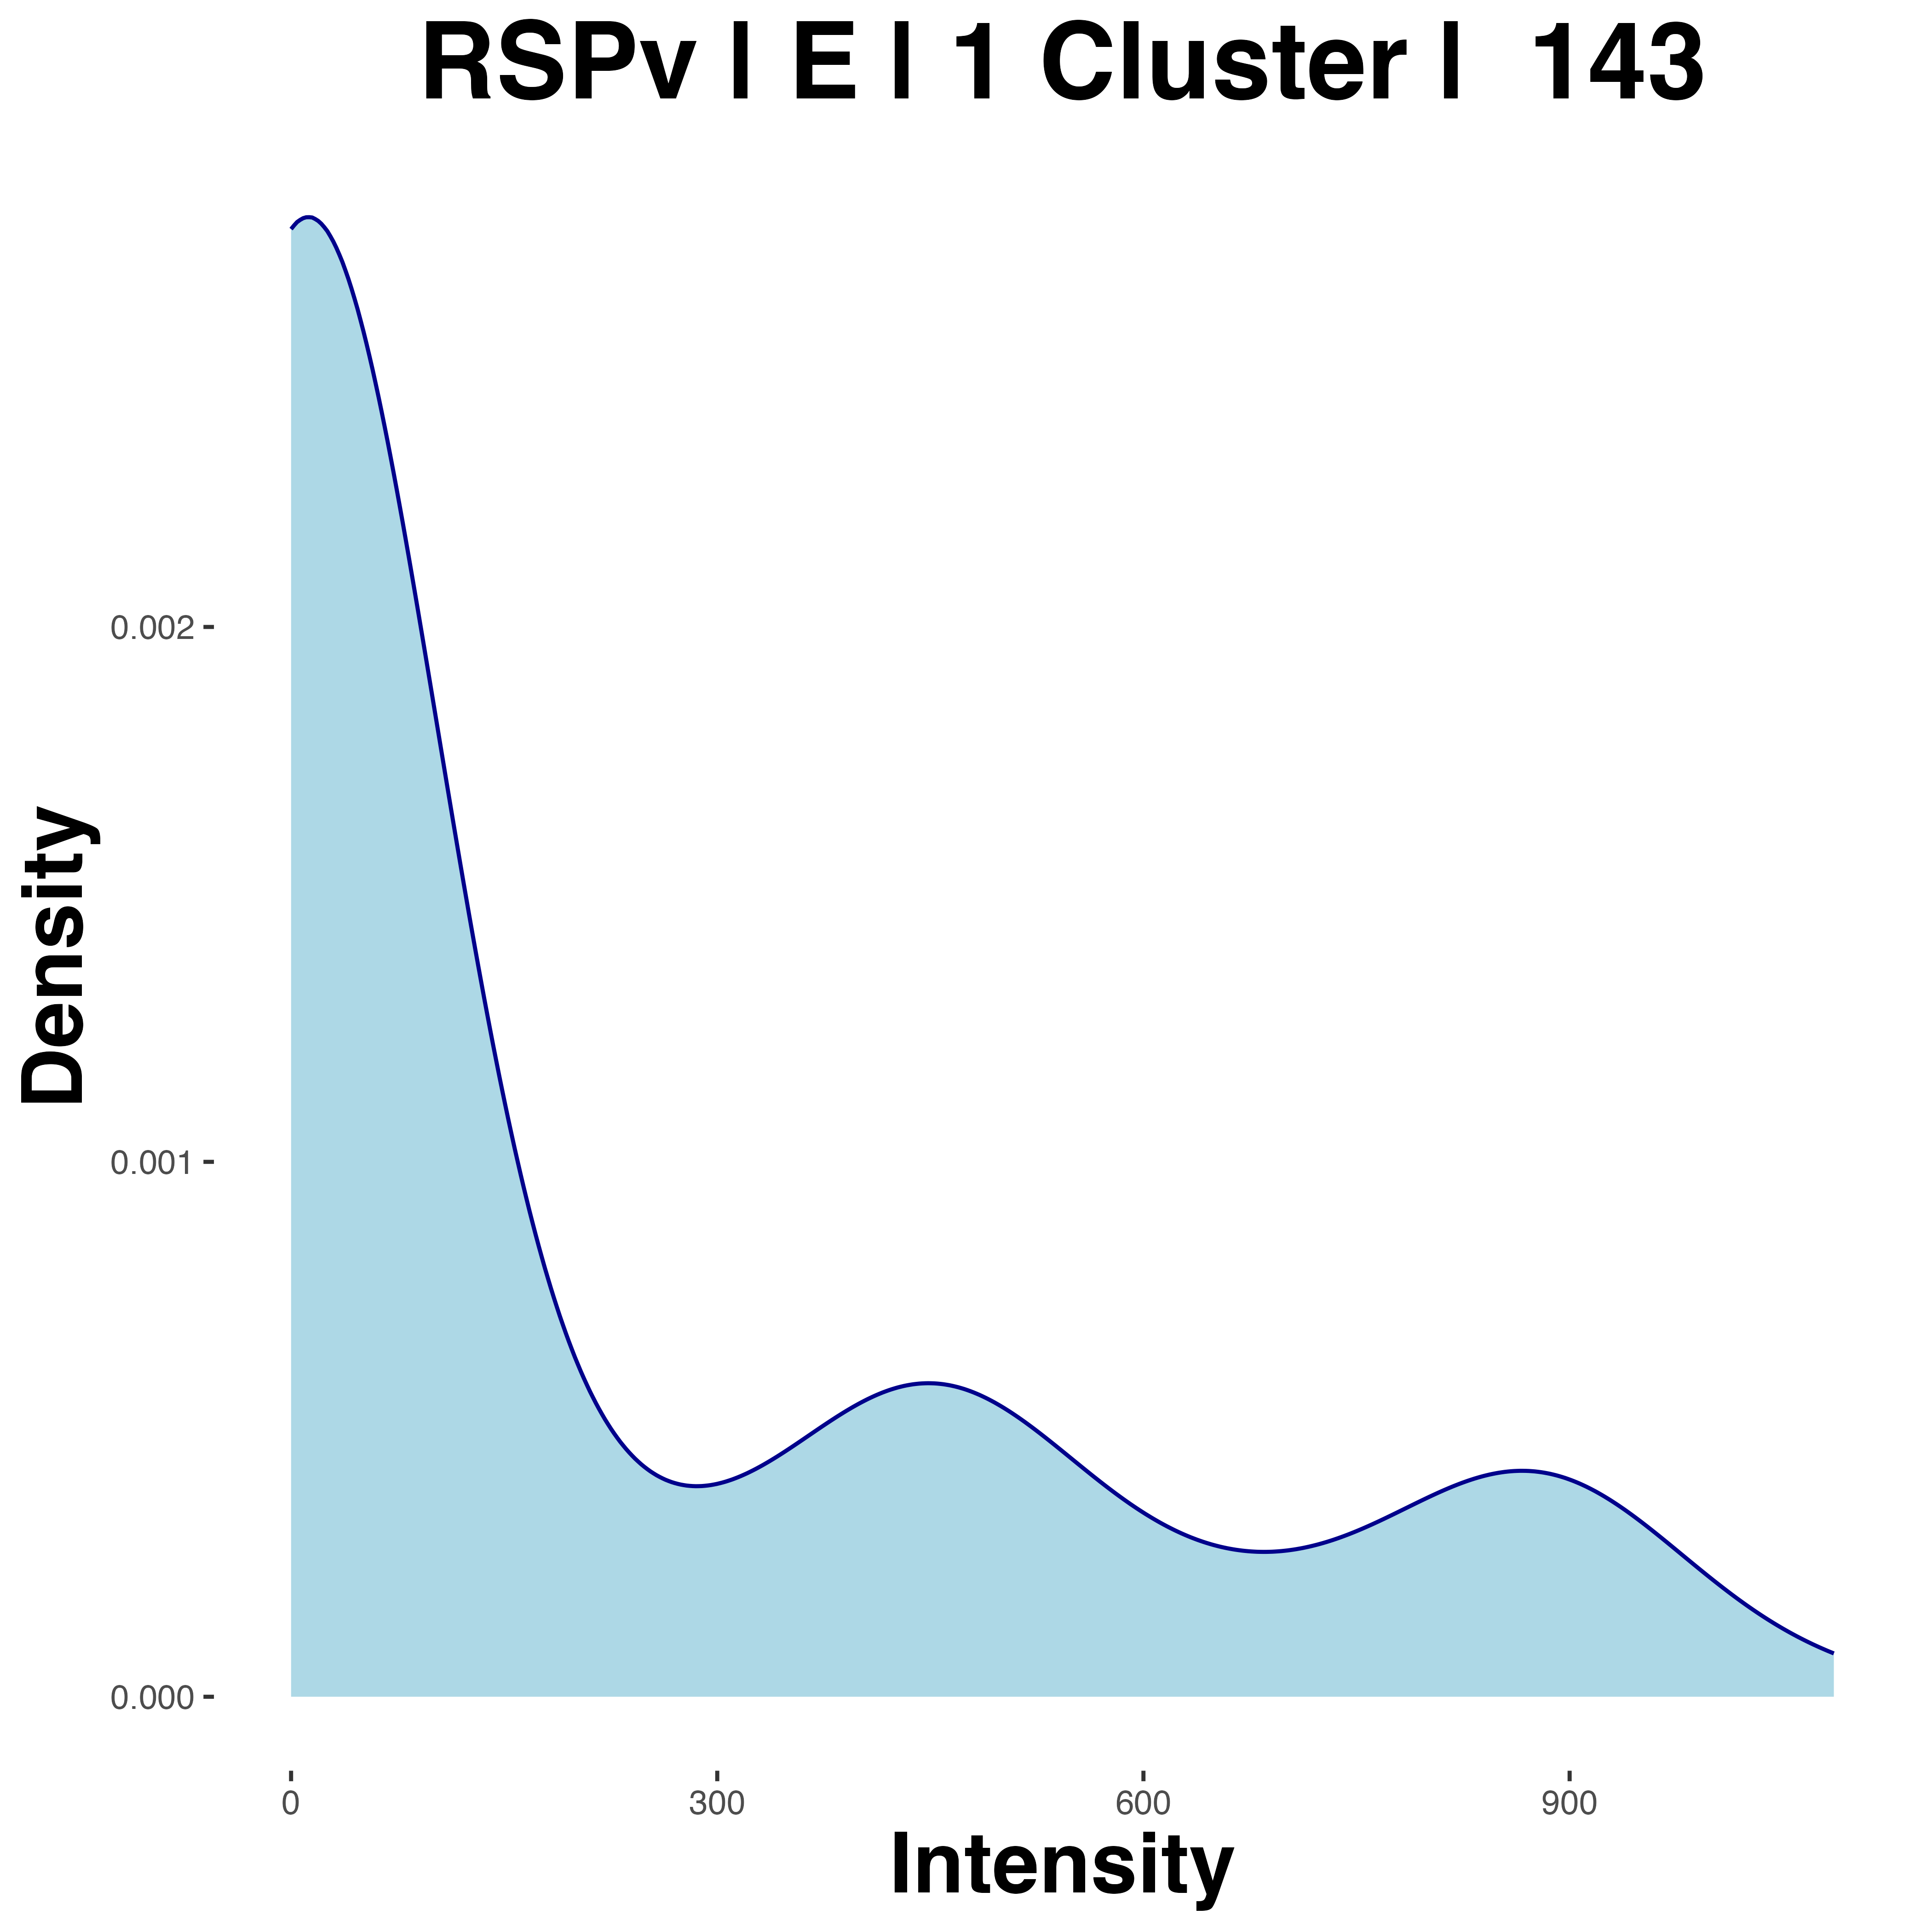 RSPv | E | 1 Cluster | 143
Density
0.002
0.001
0.000
0 300 600 900
Intensity